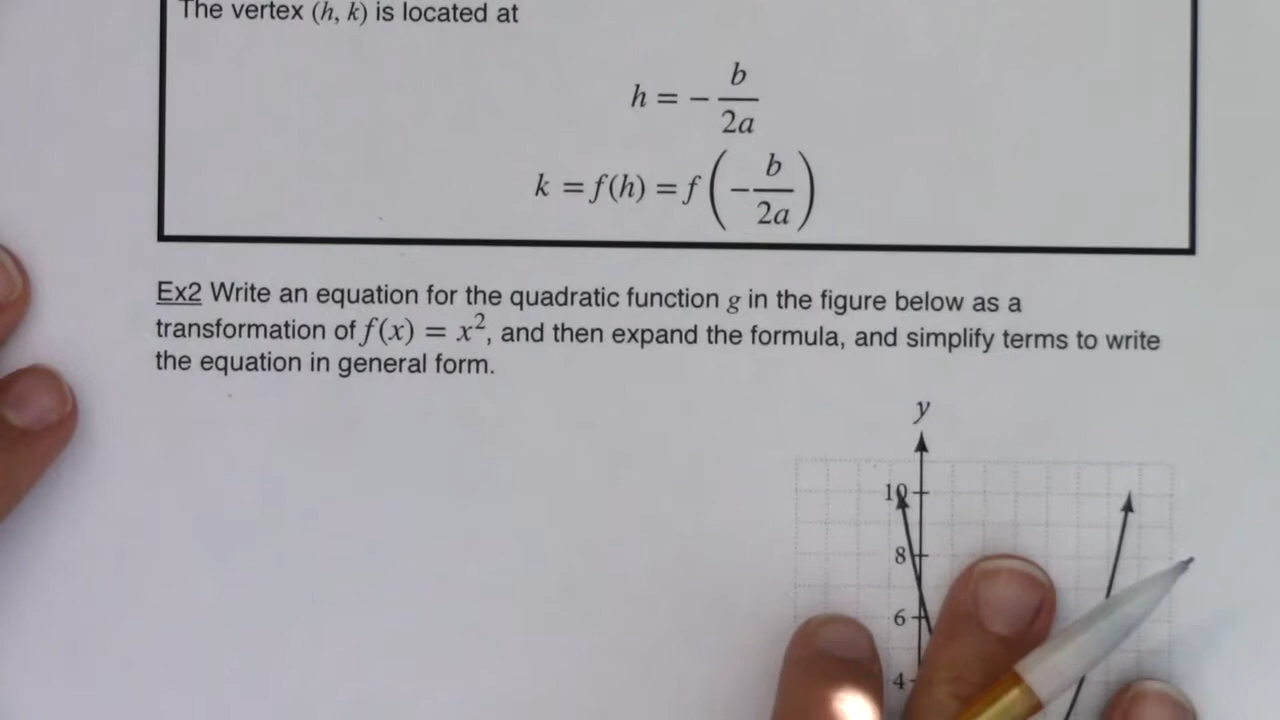 The vertex (h, k) is located at
h = − b/2a
k = f(h) = f(− b/2a)
Ex2 Write an equation for the quadratic function g in the figure below as a
transformation of f(x) = x², and then expand the formula, and simplify terms to write
the equation in general form.
y
10
8
6
4